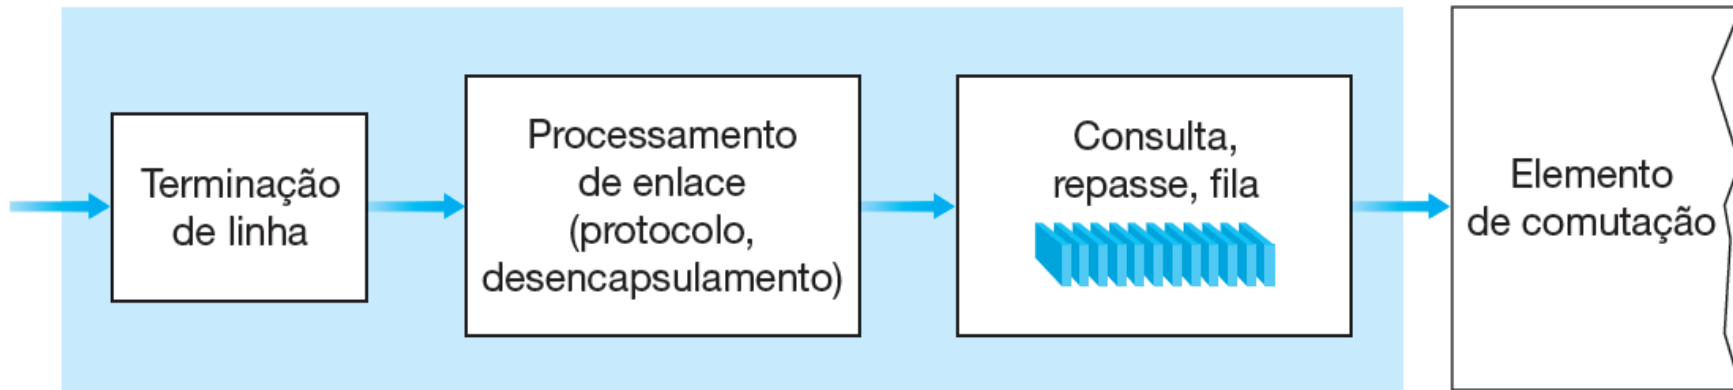 Terminação
de linha
Processamento
de enlace
(protocolo,
desencapsulamento)
Consulta,
repasse, fila
Elemento
de comutação